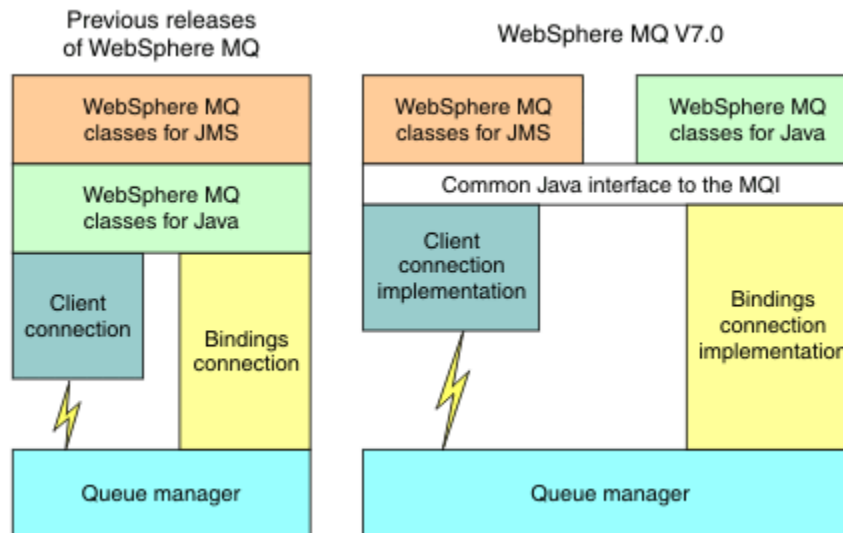 Previous releases
of WebSphere MQ
WebSphere MQ
classes for JMS
WebSphere MQ
classes for Java
Client
connection
Bindings
connection
Queue manager
WebSphere MQ V7.0
WebSphere MQ
classes for JMS
WebSphere MQ
classes for Java
Common Java interface to the MQI
Client
connection
implementation
Bindings
connection
implementation
Queue manager